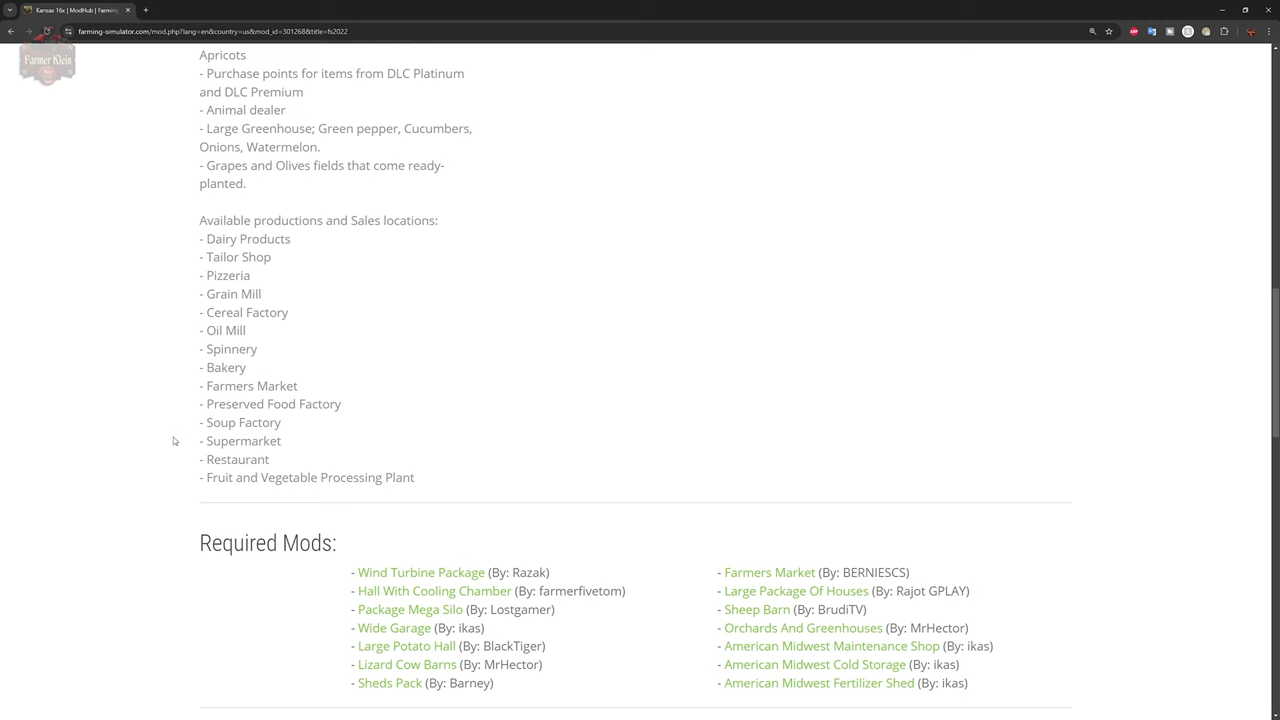 Kansas 16x | ModHub | Farming
farming-simulator.com/mod.php?lang=en&country=us&mod_id=301268&title=fs2022
Farmer Klein
Apricots
- Purchase points for items from DLC Platinum
and DLC Premium
- Animal dealer
- Large Greenhouse; Green pepper, Cucumbers,
Onions, Watermelon.
- Grapes and Olives fields that come ready-
planted.
Available productions and Sales locations:
- Dairy Products
- Tailor Shop
- Pizzeria
- Grain Mill
- Cereal Factory
- Oil Mill
- Spinnery
- Bakery
- Farmers Market
- Preserved Food Factory
- Soup Factory
- Supermarket
- Restaurant
- Fruit and Vegetable Processing Plant
Required Mods:
- Wind Turbine Package (By: Razak)
- Hall With Cooling Chamber (By: farmerfivetom)
- Package Mega Silo (By: Lostgamer)
- Wide Garage (By: ikas)
- Large Potato Hall (By: BlackTiger)
- Lizard Cow Barns (By: MrHector)
- Sheds Pack (By: Barney)
- Farmers Market (By: BERNIESCS)
- Large Package Of Houses (By: Rajot GPLAY)
- Sheep Barn (By: BrudiTV)
- Orchards And Greenhouses (By: MrHector)
- American Midwest Maintenance Shop (By: ikas)
- American Midwest Cold Storage (By: ikas)
- American Midwest Fertilizer Shed (By: ikas)